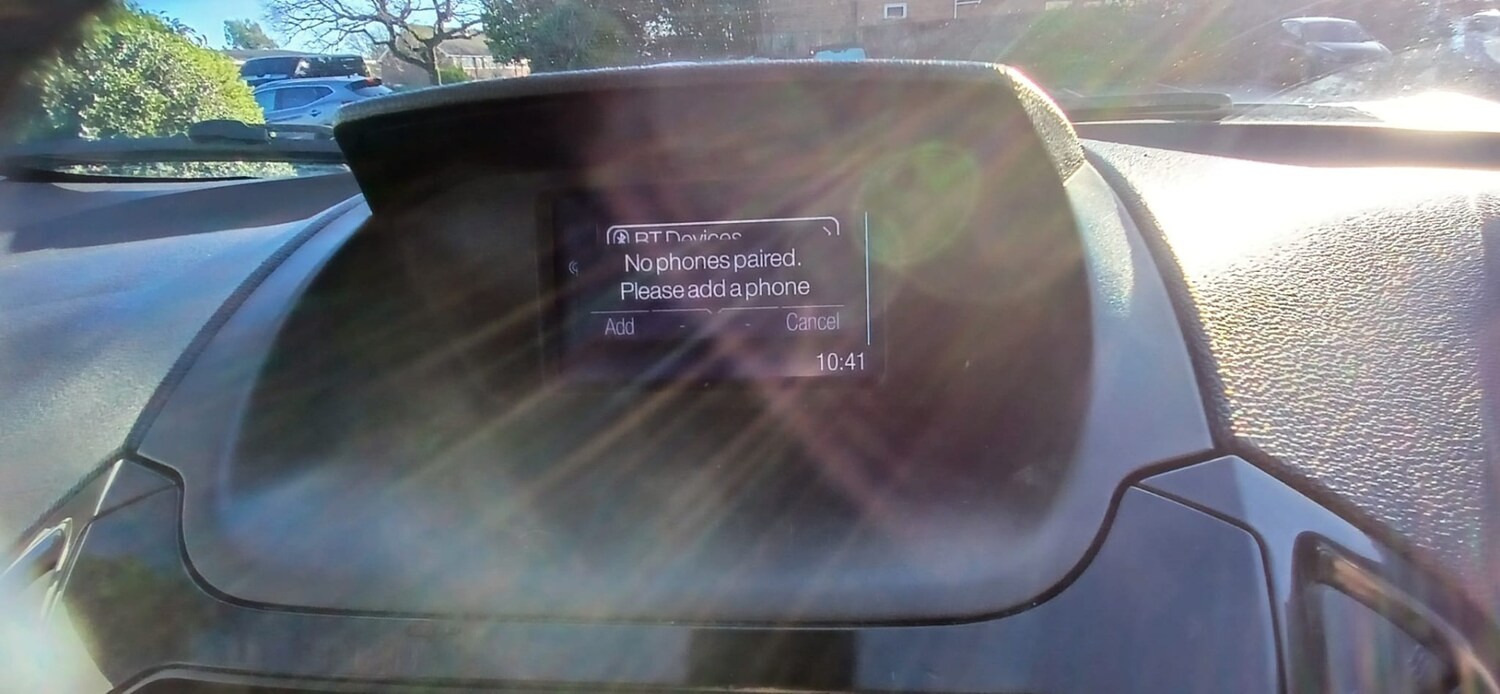 BT Devices
No phones paired.
Please add a phone
Add - - Cancel
10:41